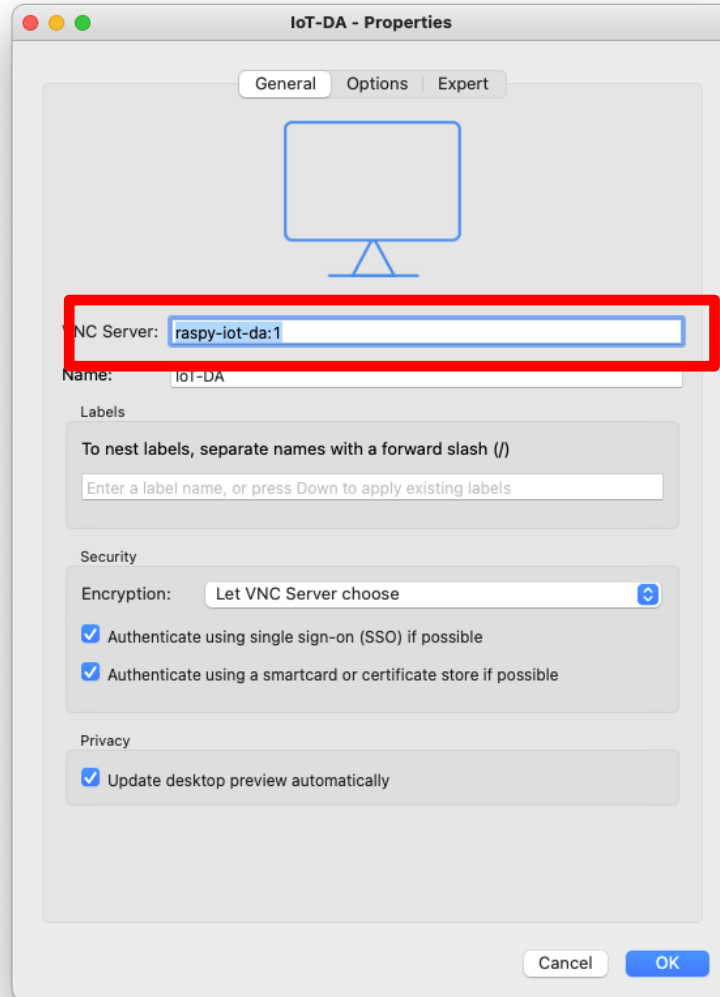 IoT-DA - Properties
General Options Expert
VNC Server: raspy-iot-da:1
Name: IoT-DA
Labels
To nest labels, separate names with a forward slash (/)
Enter a label name, or press Down to apply existing labels
Security
Encryption: Let VNC Server choose
Authenticate using single sign-on (SSO) if possible
Authenticate using a smartcard or certificate store if possible
Privacy
Update desktop preview automatically
Cancel OK